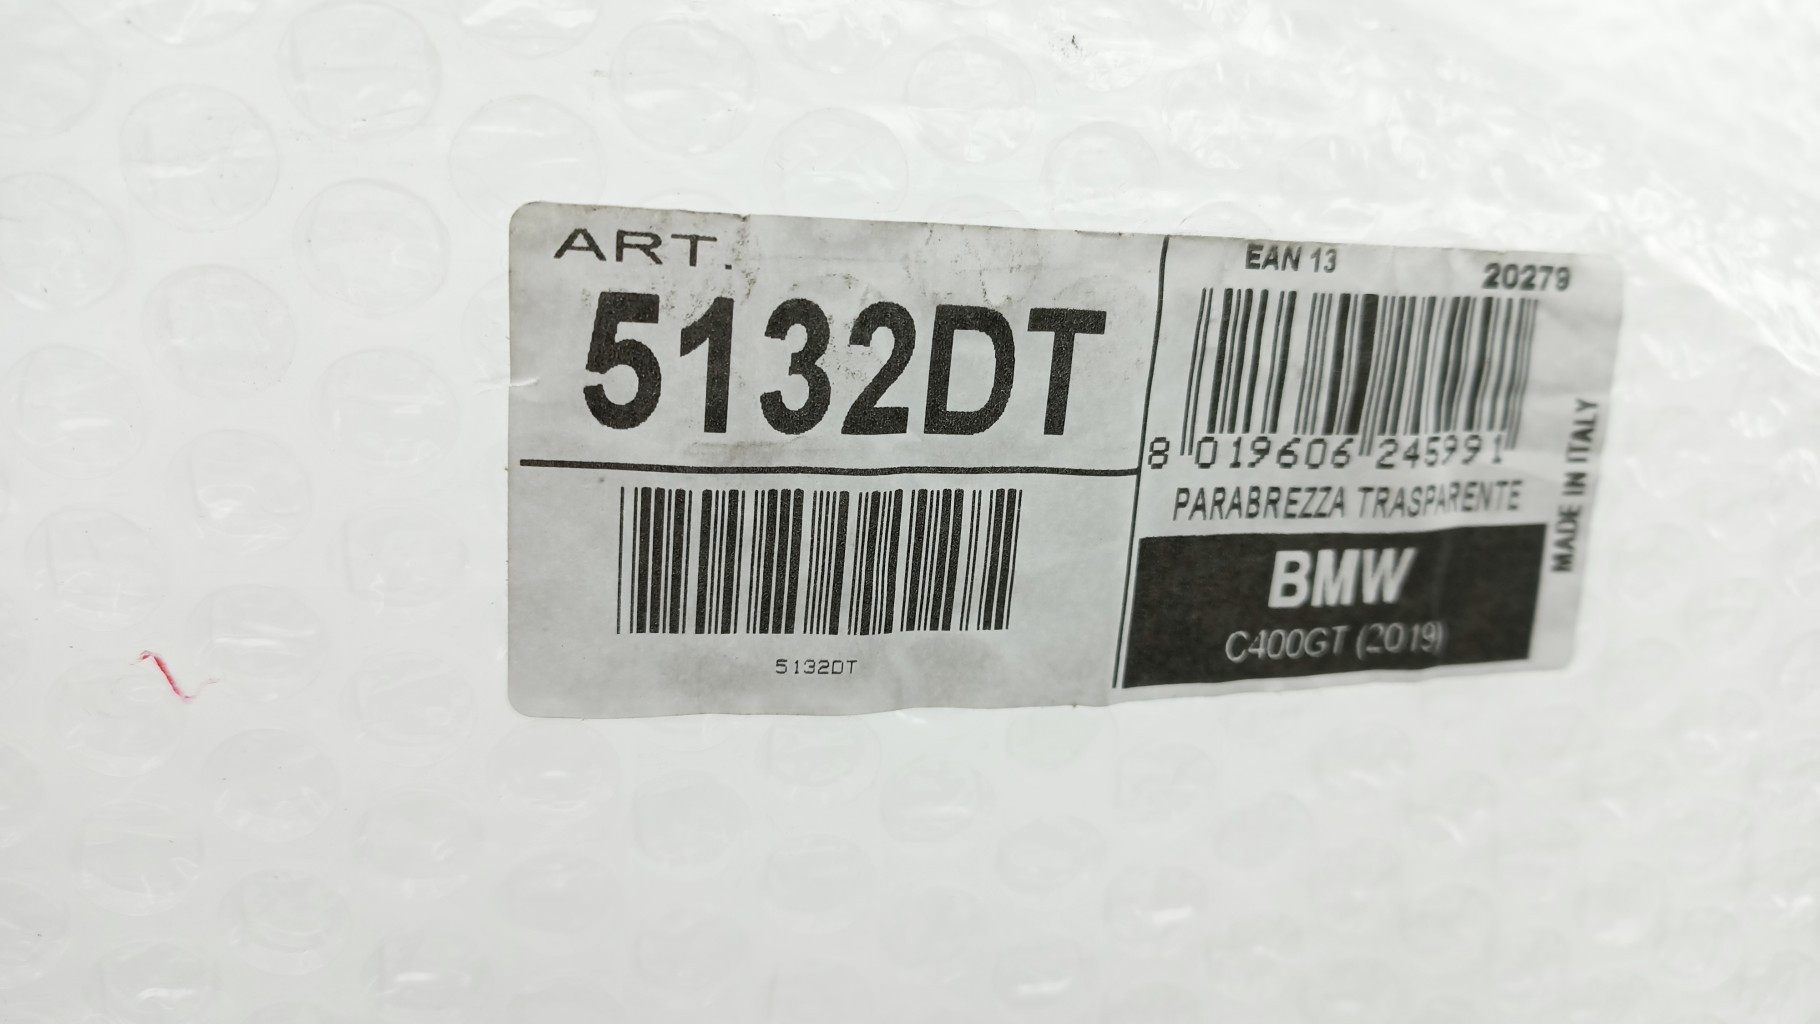 ART.
5132DT
5132DT
EAN 13
20279
8 019606 245991
PARABREZZA TRASPARENTE
BMW
C400GT (2019)
MADE IN ITALY